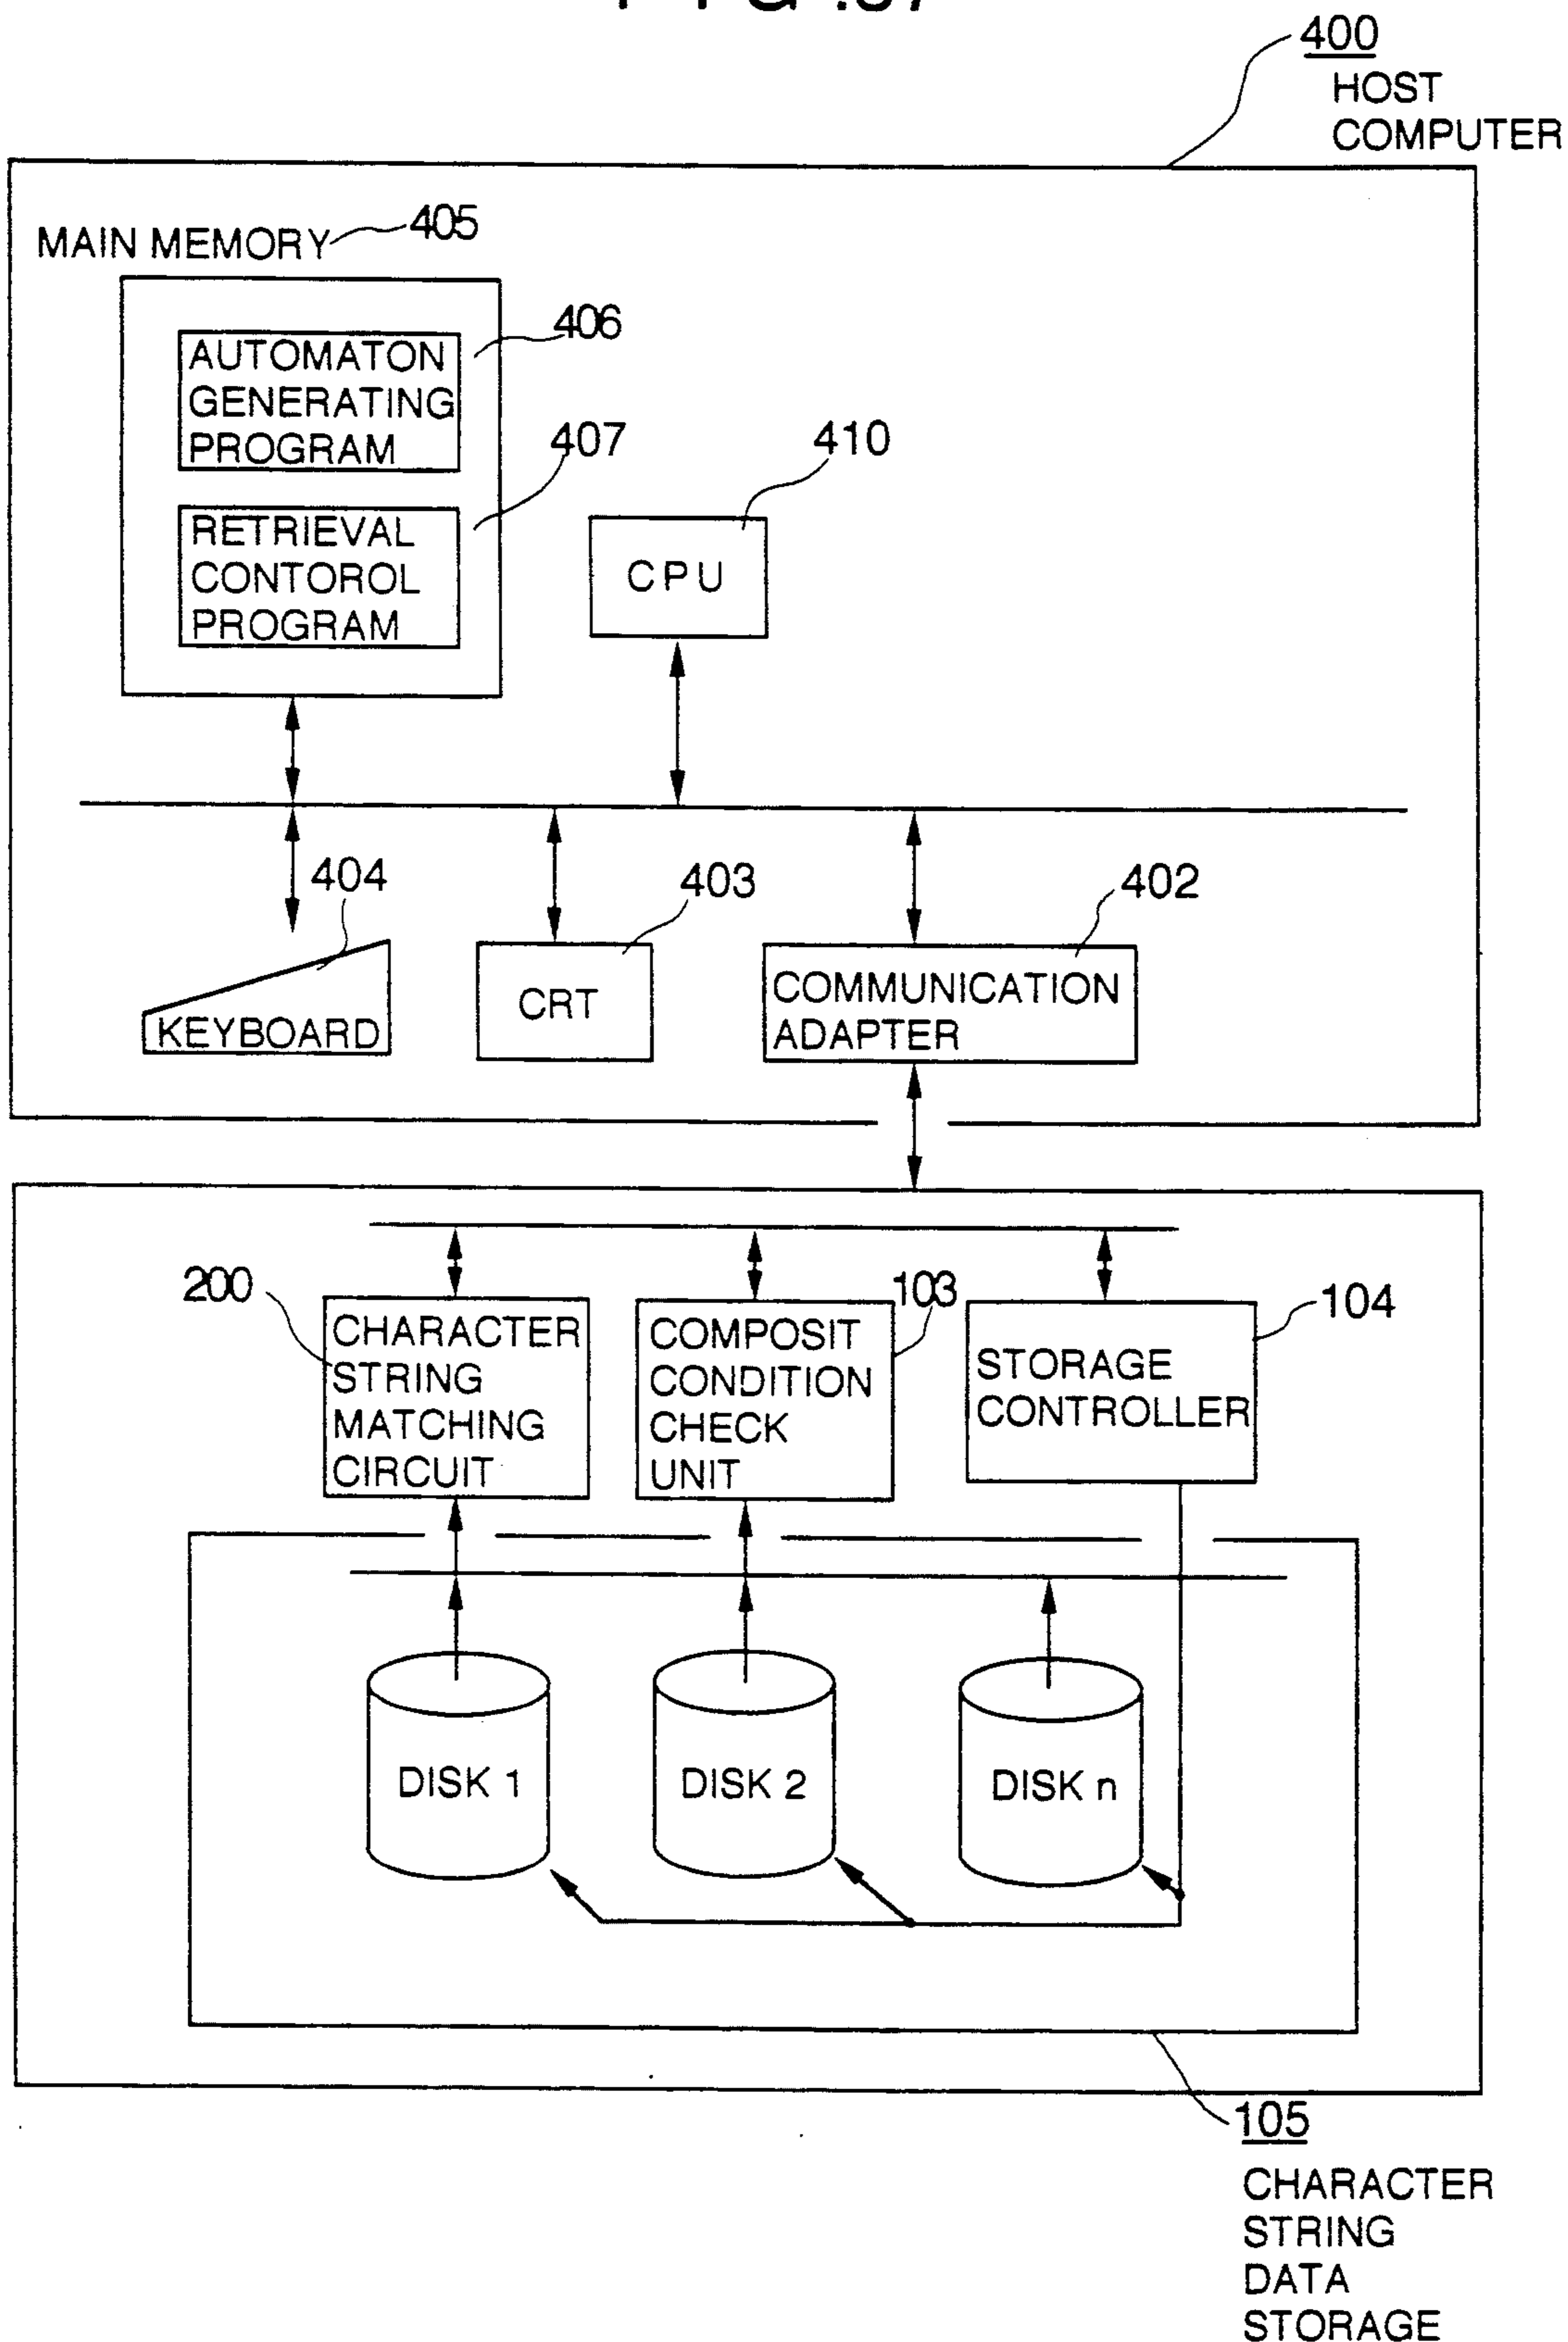 400
HOST
COMPUTER
MAIN MEMORY
405
406
AUTOMATON
GENERATING
PROGRAM
407
RETRIEVAL
CONTOROL
PROGRAM
410
CPU
404
KEYBOARD
403
CRT
402
COMMUNICATION
ADAPTER
200
CHARACTER
STRING
MATCHING
CIRCUIT
103
COMPOSIT
CONDITION
CHECK
UNIT
104
STORAGE
CONTROLLER
DISK 1
DISK 2
DISK n
105
CHARACTER
STRING
DATA
STORAGE